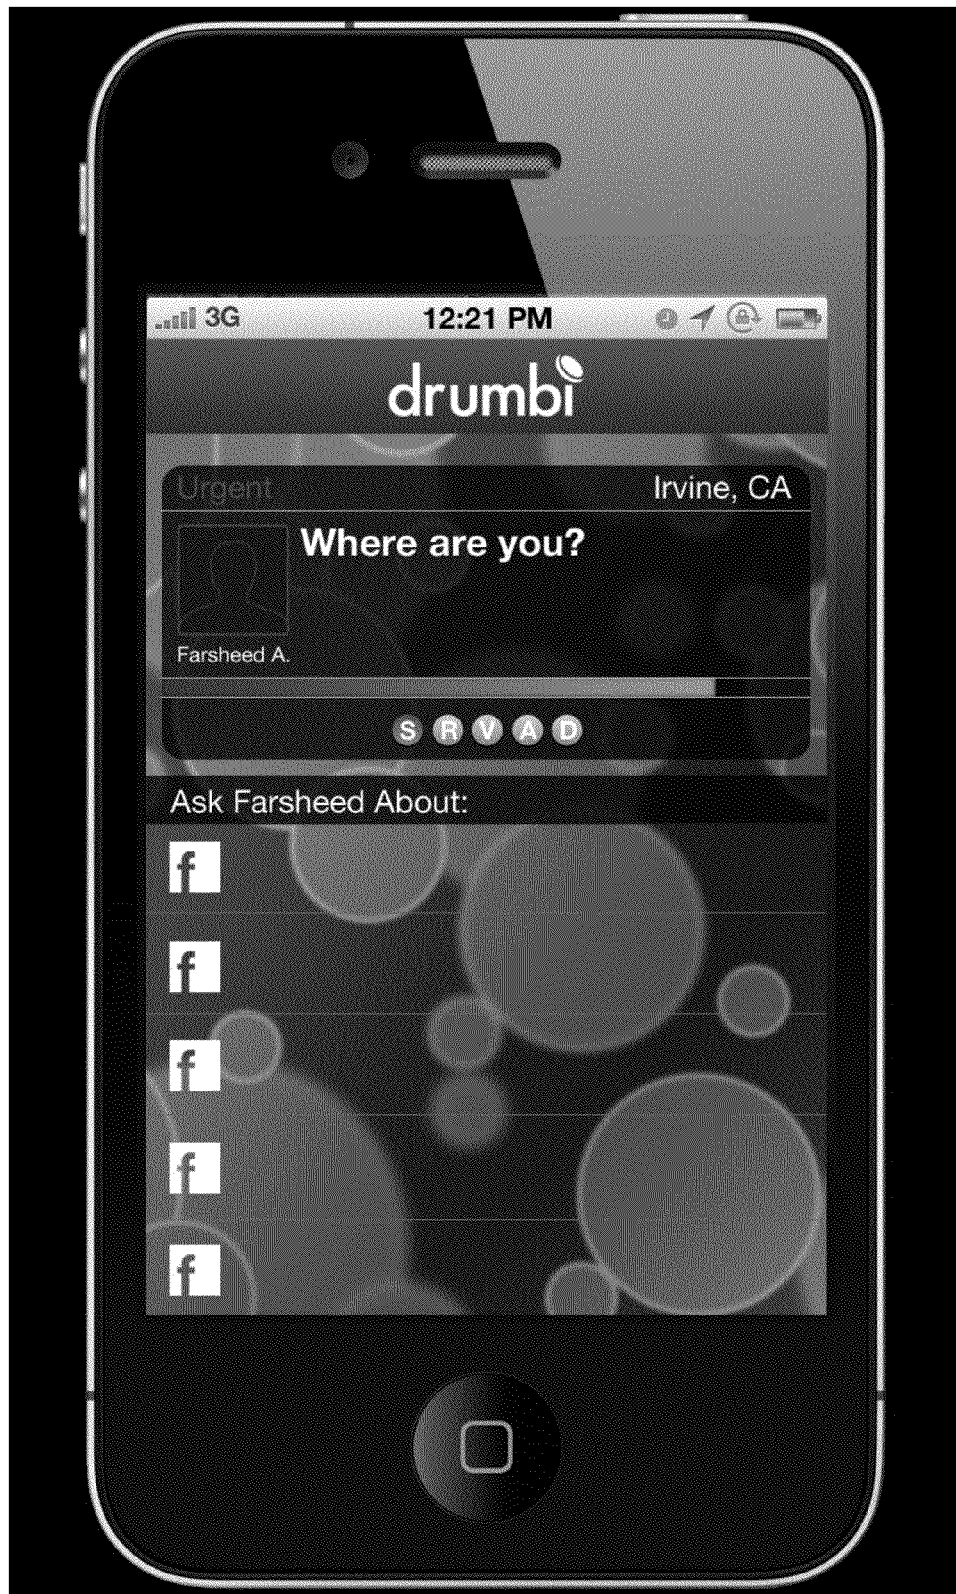 3G 12:21 PM
drumbi
Urgent Irvine, CA
Where are you?
Farsheed A.
S R V A D
Ask Farsheed About:
f
f
f
f
f